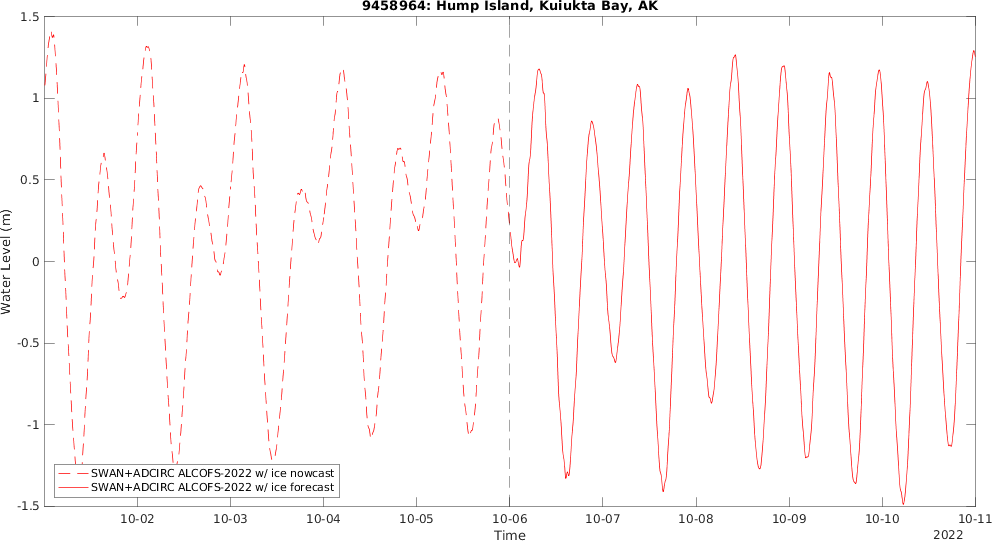 9458964: Hump Island, Kuiukta Bay, AK
1.5
1
0.5
0
-0.5
-1
-1.5
Water Level (m)
SWAN+ADCIRC ALCOFS-2022 w/ ice nowcast
SWAN+ADCIRC ALCOFS-2022 w/ ice forecast
10-02 10-03 10-04 10-05 10-06 10-07 10-08 10-09 10-10 10-11
Time
2022